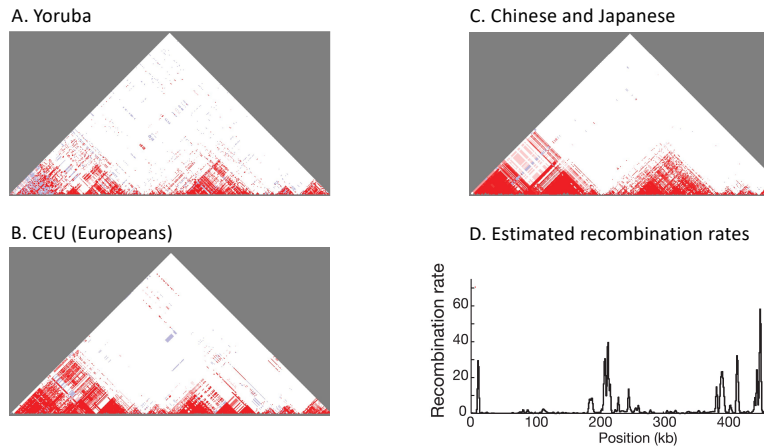 A. Yoruba
C. Chinese and Japanese
B. CEU (Europeans)
D. Estimated recombination rates
Recombination rate
60
40
20
0
0 100 200 300 400
Position (kb)